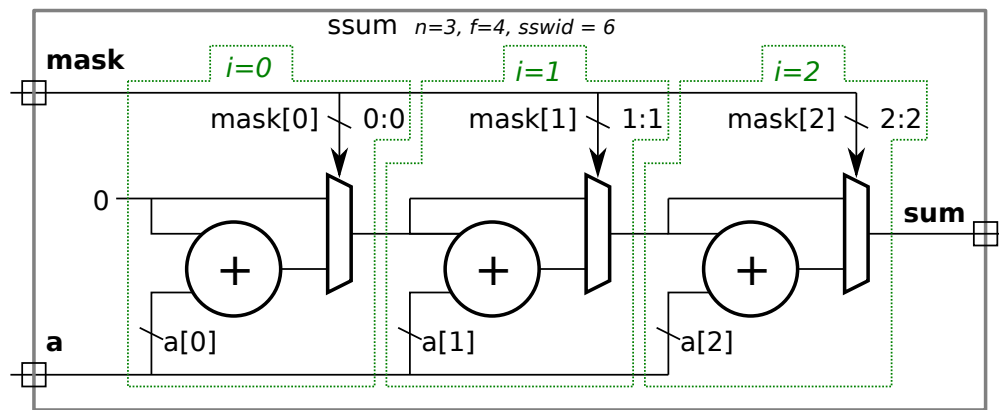 ssum n=3, f=4, sswid = 6
i=0 i=1 i=2
mask
mask[0] 0:0 mask[1] 1:1 mask[2] 2:2
0
sum
+ + +
a a[0] a[1] a[2]